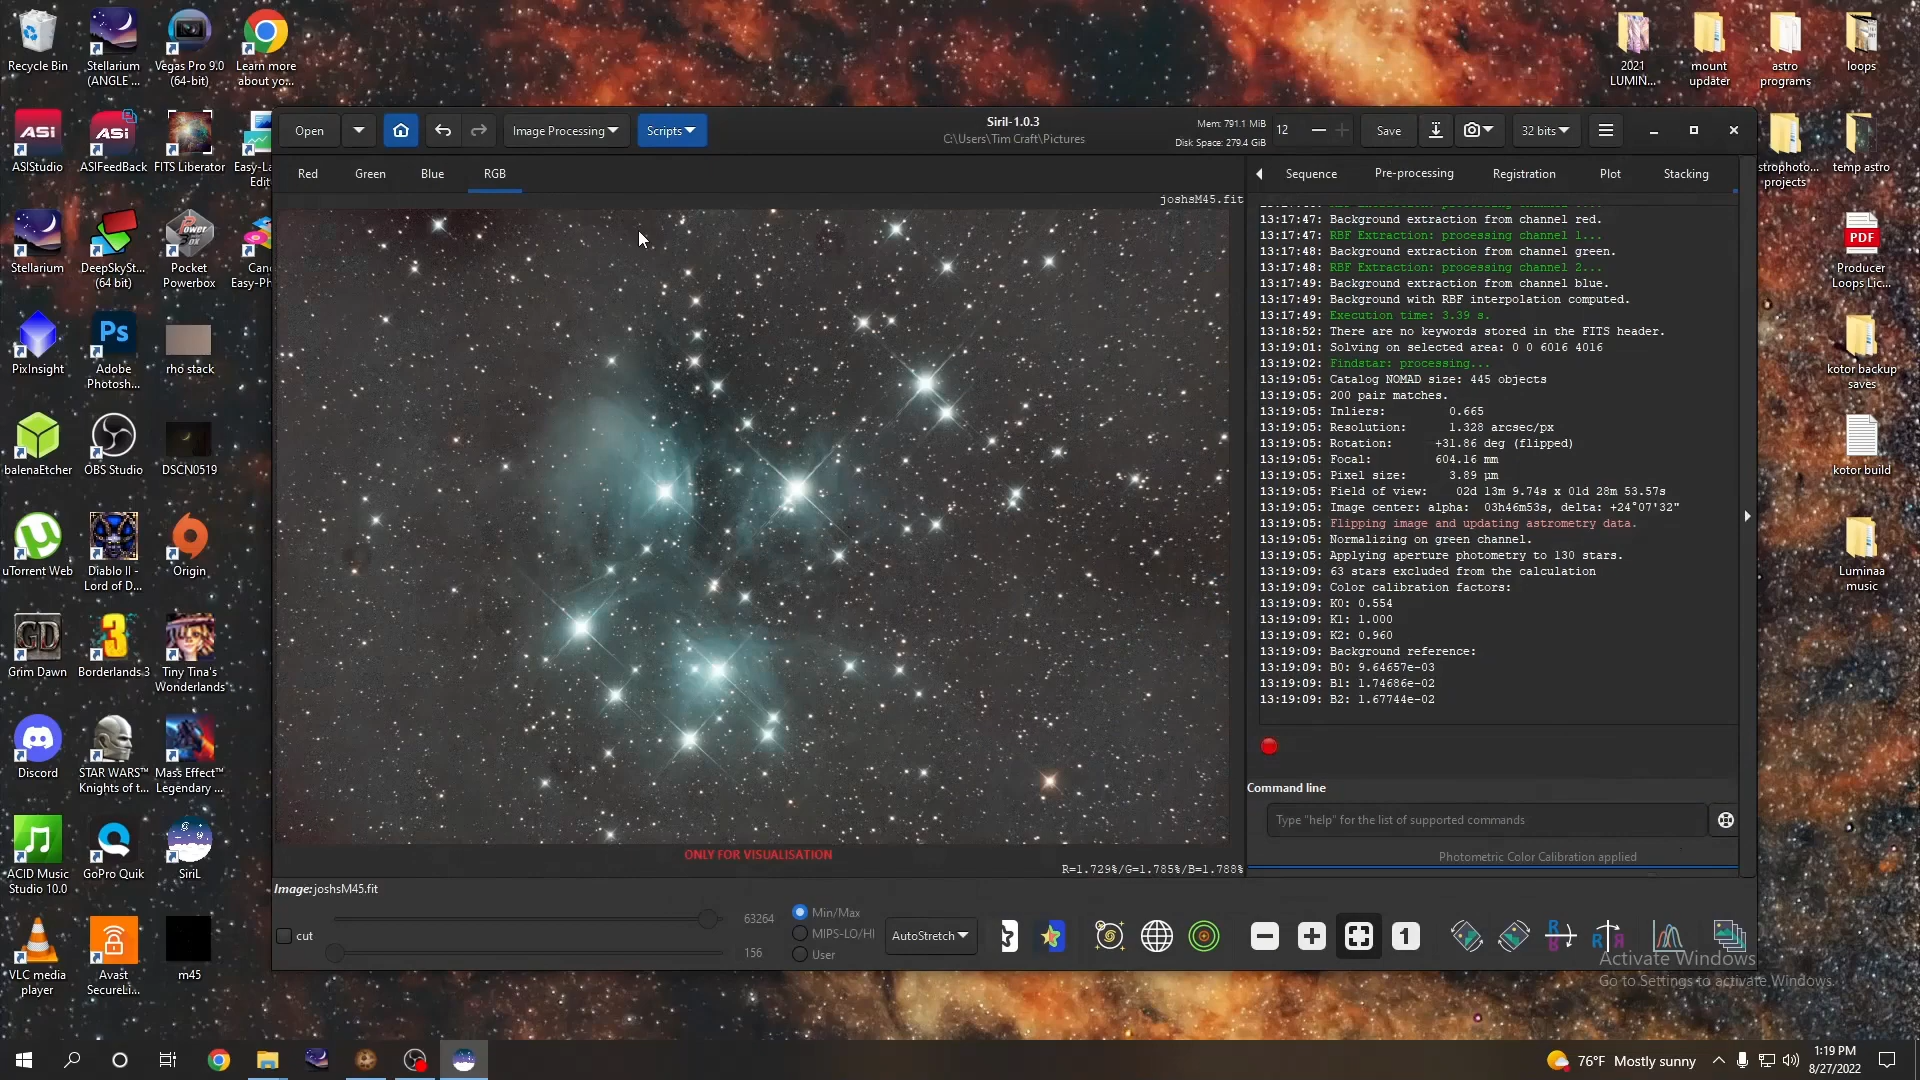 Recycle Bin
Stellarium
(ANGLE ...
Vegas Pro 9.0
(64-bit)
Learn more
about yo...
2021
LUMIN...
mount
updater
astro
programs
loops
ASIStudio
ASIFeedBack
FITS Liberator
Easy-La
Edit
Open
Image Processing
Scripts
Siril-1.0.3
C:\Users\Tim Craft\Pictures
Mem: 791.1 MiB
Disk Space: 279.4 GiB
12
Save
32 bits
strophoto...
projects
temp astro
Red
Green
Blue
RGB
Sequence
Pre-processing
Registration
Plot
Stacking
joshsM45.fit
13:17:47: Background extraction from channel red.
13:17:47: RBF Extraction: processing channel 1...
13:17:48: Background extraction from channel green.
13:17:48: RBF Extraction: processing channel 2...
13:17:49: Background extraction from channel blue.
13:17:49: Background with RBF interpolation computed.
13:17:49: Execution time: 3.39 s.
13:18:52: There are no keywords stored in the FITS header.
13:19:01: Solving on selected area: 0 0 6016 4016
13:19:02: Findstar: processing...
13:19:05: Catalog NOMAD size: 445 objects
13:19:05: 200 pair matches.
13:19:05: Inliers: 0.665
13:19:05: Resolution: 1.328 arcsec/px
13:19:05: Rotation: +31.86 deg (flipped)
13:19:05: Focal: 604.16 mm
13:19:05: Pixel size: 3.89 µm
13:19:05: Field of view: 02d 13m 9.74s x 01d 28m 53.57s
13:19:05: Image center: alpha: 03h46m53s, delta: +24°07'32"
13:19:05: Flipping image and updating astrometry data.
13:19:05: Normalizing on green channel.
13:19:05: Applying aperture photometry to 130 stars.
13:19:09: 63 stars excluded from the calculation
13:19:09: Color calibration factors:
13:19:09: K0: 0.554
13:19:09: K1: 1.000
13:19:09: K2: 0.960
13:19:09: Background reference:
13:19:09: B0: 9.64657e-03
13:19:09: B1: 1.74686e-02
13:19:09: B2: 1.67744e-02
Command line
Type "help" for the list of supported commands
Photometric Color Calibration applied
ONLY FOR VISUALISATION
R=1.729%/G=1.785%/B=1.788%
Image: joshsM45.fit
cut
63264
156
Min/Max
MIPS-LO/HI
User
AutoStretch
1
Stellarium
DeepSkySt...
(64 bit)
Pocket
Powerbox
Can
Easy-Ph
PDF
Producer
Loops Lic...
PixInsight
Ps
Adobe
Photosh...
rho stack
kotor backup
saves
balenaEtcher
OBS Studio
DSCN0519
kotor build
uTorrent Web
Diablo II -
Lord of D...
Origin
Luminaa
music
Grim Dawn
Borderlands 3
Tiny Tina's
Wonderlands
Discord
STAR WARS™
Knights of t...
Mass Effect™
Legendary ...
ACID Music
Studio 10.0
GoPro Quik
SiriL
VLC media
player
Avast
SecureLi...
m45
Activate Windows
Go to Settings to activate Windows.
76°F Mostly sunny
1:19 PM
8/27/2022